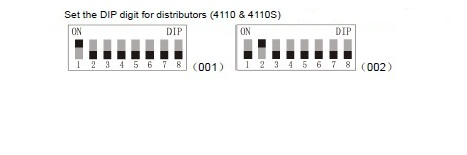 Set the DIP digit for distributors (4110 & 4110S)
ON DIP ON DIP
1 2 3 4 5 6 7 8 (001) 1 2 3 4 5 6 7 8 (002)